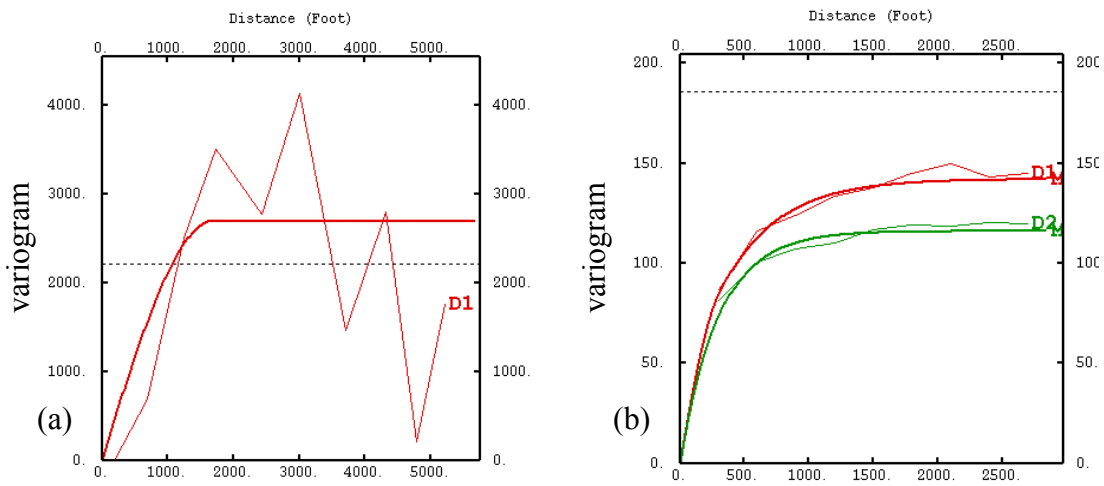 Distance (Foot)
0. 1000. 2000. 3000. 4000. 5000.
4000. 4000.
3000. 3000.
2000. 2000.
1000. 1000.
0. 0.
0. 1000. 2000. 3000. 4000. 5000.
variogram
D1
(a)
Distance (Foot)
0. 500. 1000. 1500. 2000. 2500.
200. 200
150. 150
100. 100
50. 50.
0. 0.
0. 500. 1000. 1500. 2000. 2500.
variogram
D1
D2
(b)